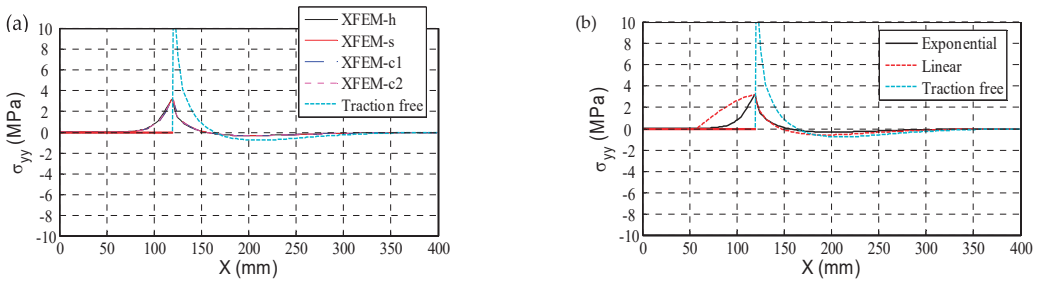 (a)
10
8
6
4
2
0
-2
-4
-6
-8
-10
σyy (MPa)
0 50 100 150 200 250 300 350 400
X (mm)
XFEM-h
XFEM-s
XFEM-c1
XFEM-c2
Traction free
(b)
10
8
6
4
2
0
-2
-4
-6
-8
-10
σyy (MPa)
0 50 100 150 200 250 300 350 400
X (mm)
Exponential
Linear
Traction free